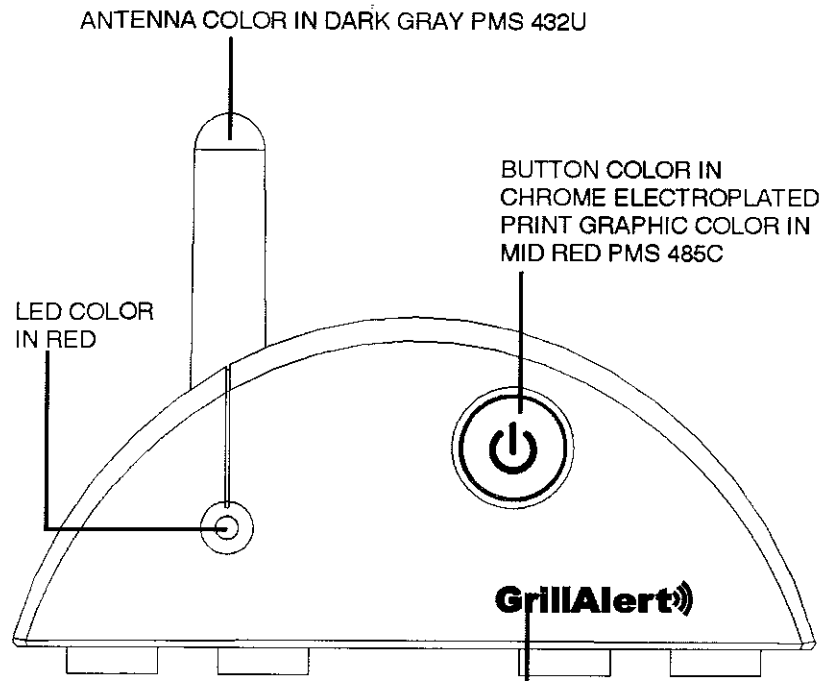 ANTENNA COLOR IN DARK GRAY PMS 432U
BUTTON COLOR IN
CHROME ELECTROPLATED
PRINT GRAPHIC COLOR IN
MID RED PMS 485C
LED COLOR
IN RED
GrillAlert